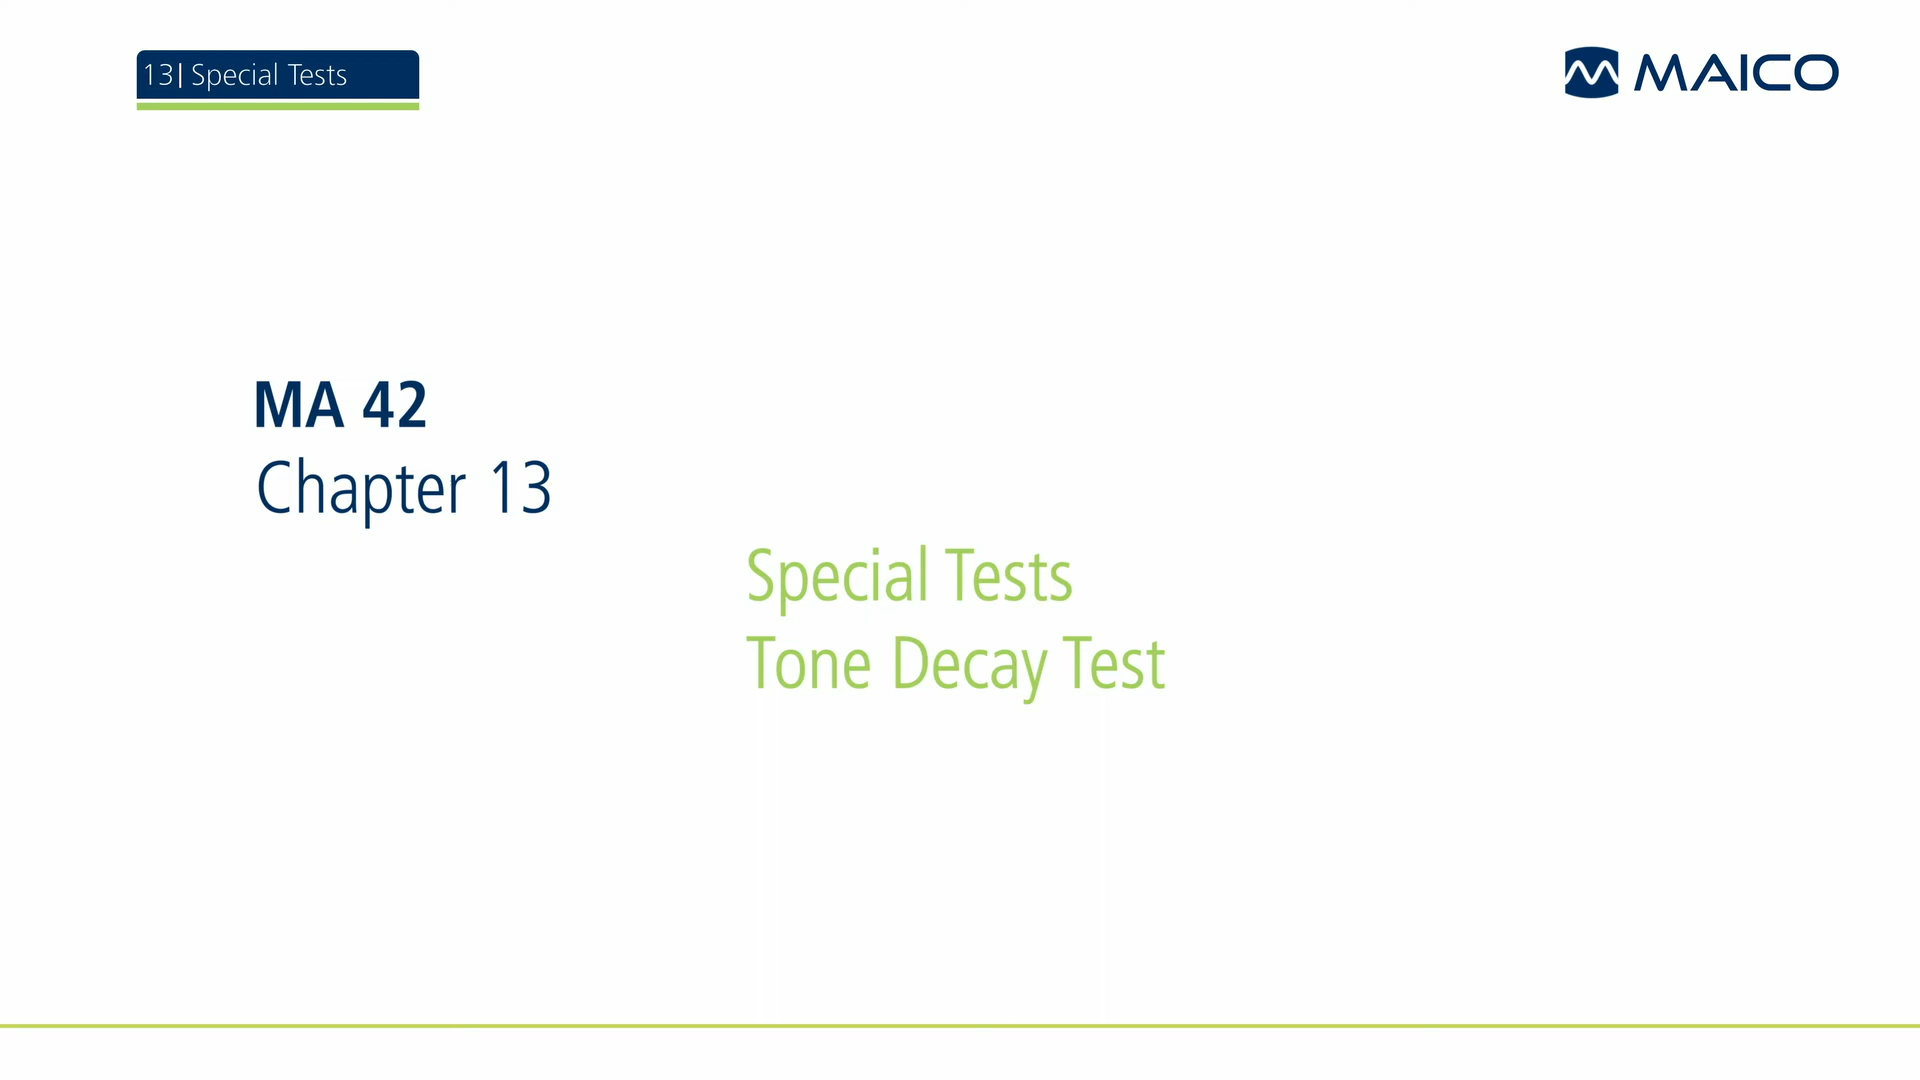 13| Special Tests
MAICO
MA 42
Chapter 13
Special Tests
Tone Decay Test